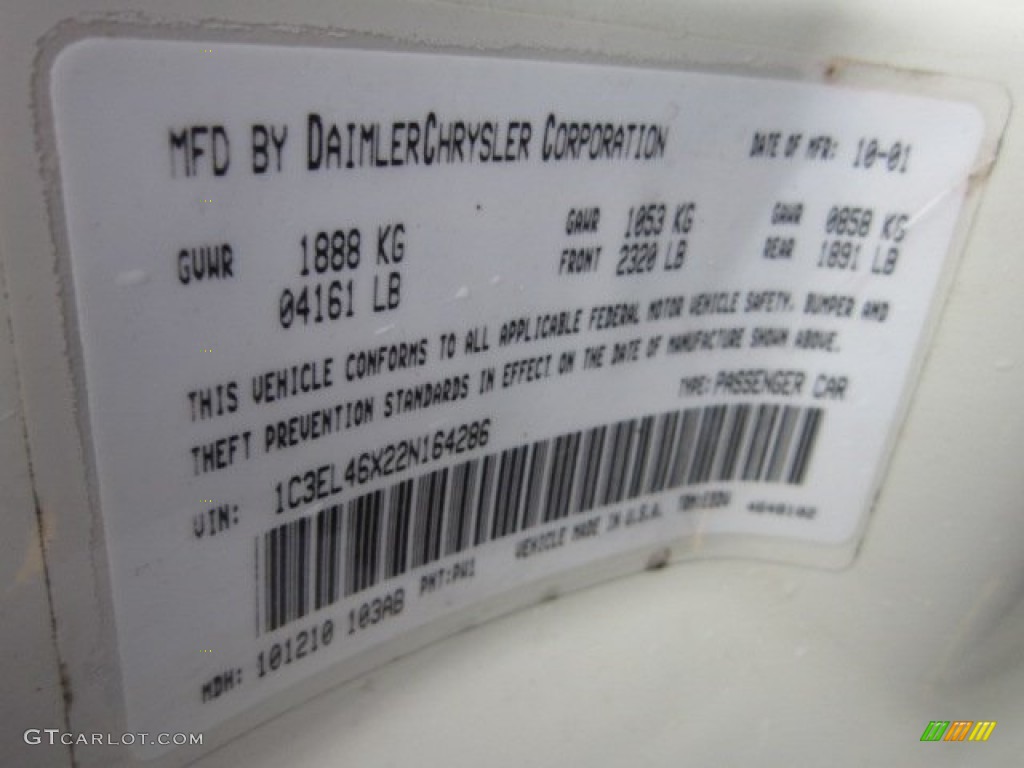 MFD BY DAIMLERCHRYSLER CORPORATION DATE OF MFR: 10-01
GVWR 1888 KG 04161 LB
GAWR FRONT 1053 KG 2320 LB
GAWR REAR 0858 KG 1891 LB
THIS VEHICLE CONFORMS TO ALL APPLICABLE FEDERAL MOTOR VEHICLE SAFETY, BUMPER AND
THEFT PREVENTION STANDARDS IN EFFECT ON THE DATE OF MANUFACTURE SHOWN ABOVE.
VIN: 1C3EL46X22N164286 TYPE: PASSENGER CAR
VEHICLE MADE IN U.S.A.
MDH: 101210 103AB PNT:PW1
GTCARLOT.COM